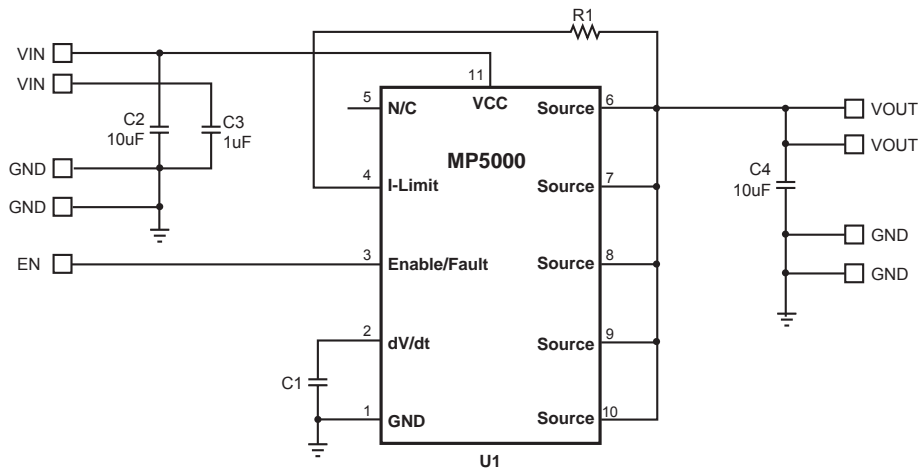 R1
VIN
VIN
C2
10uF
C3
1uF
GND
GND
EN
C1
11
VCC
5
N/C
Source
6
MP5000
4
I-Limit
Source
7
3
Enable/Fault
Source
8
2
dV/dt
Source
9
1
GND
Source
10
U1
VOUT
VOUT
C4
10uF
GND
GND